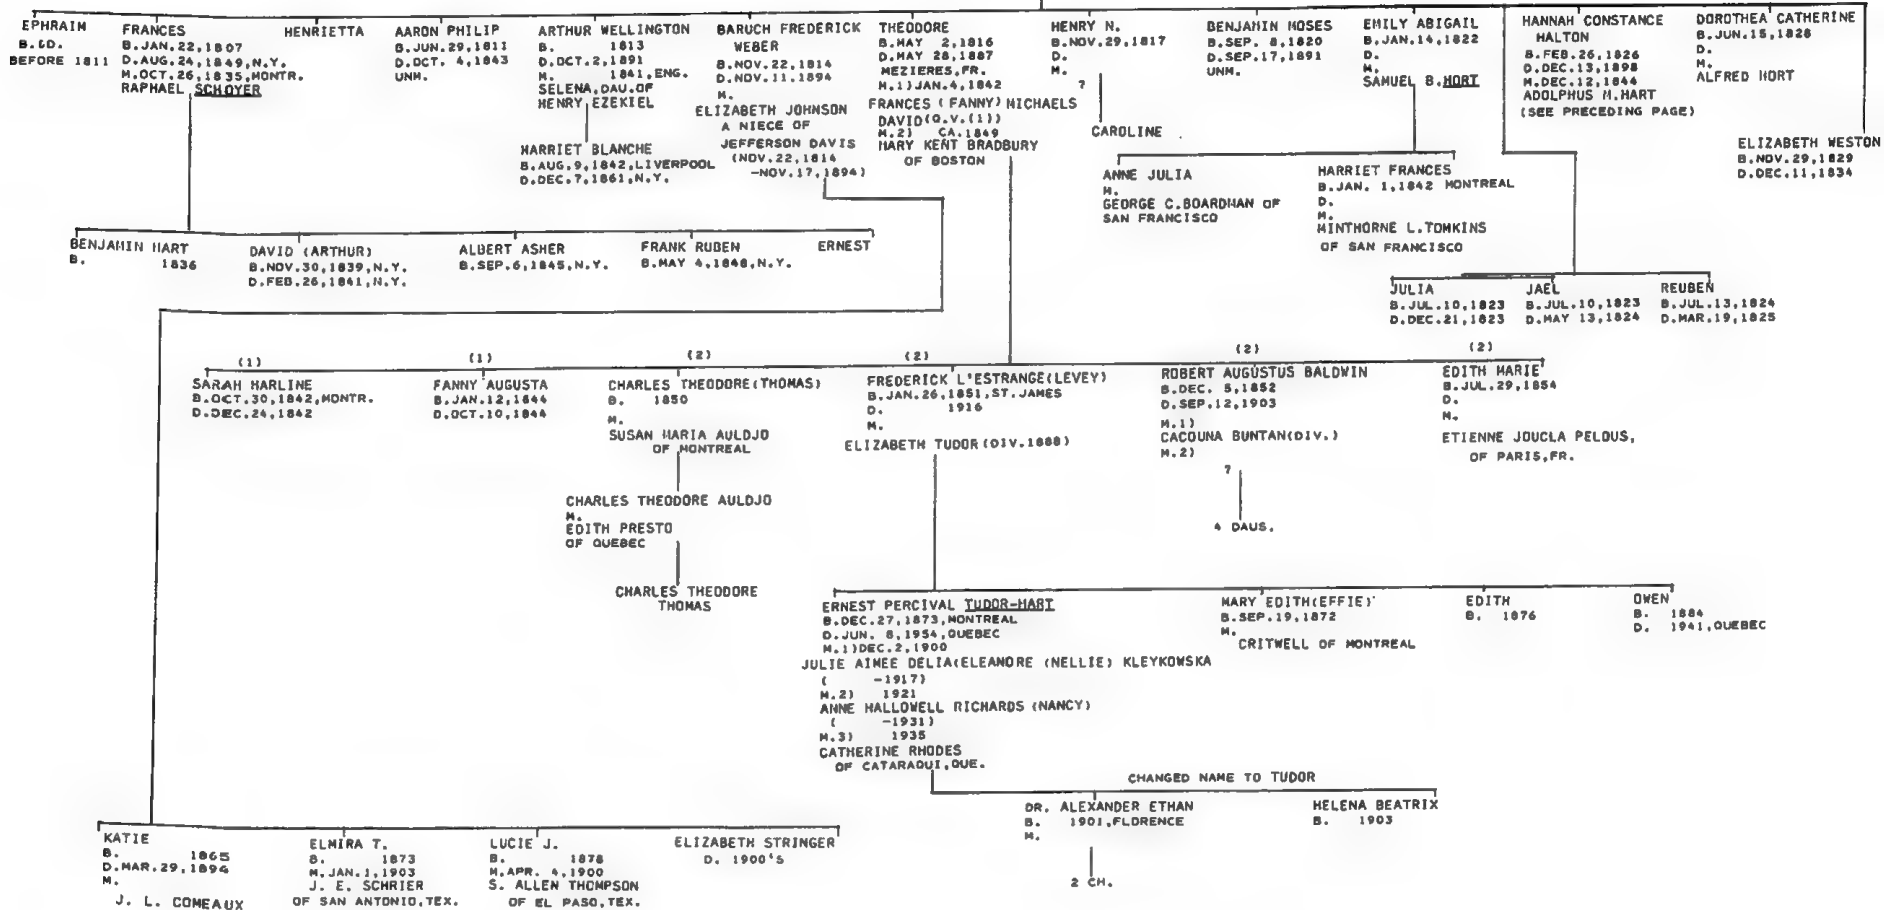 EPHRAIM
B.&D.
BEFORE 1811
FRANCES
B.JAN.22,1807
D.AUG.24,1849,N.Y.
M.OCT.26,1835,MONTR.
RAPHAEL SCHOYER
HENRIETTA
AARON PHILIP
B.JUN.29,1811
D.OCT. 4,1843
UNM.
ARTHUR WELLINGTON
B. 1813
D.OCT.2,1891
M. 1841,ENG.
SELENA,DAU.OF
HENRY EZEKIEL
BARUCH FREDERICK
WEBER
B.NOV.22,1814
D.NOV.11,1894
M.
ELIZABETH JOHNSON
A NIECE OF
JEFFERSON DAVIS
(NOV.22,1814
-NOV.17,1894)
THEODORE
B.MAY 2,1816
D.MAY 28,1887
MEZIERES,FR.
M.1)JAN.4,1842
FRANCES (FANNY) MICHAELS
DAVID(Q.V.(1))
M.2) CA.1849
MARY KENT BRADBURY
OF BOSTON
HENRY N.
B.NOV.29,1817
D.
M.
?
CAROLINE
BENJAMIN MOSES
B.SEP. 8,1820
D.SEP.17,1891
UNM.
EMILY ABIGAIL
B.JAN.14,1822
D.
M.
SAMUEL B.HORT
HANNAH CONSTANCE
HALTON
B.FEB.26,1826
D.DEC.13,1898
M.DEC.12,1844
ADOLPHUS M.HART
(SEE PRECEDING PAGE)
DOROTHEA CATHERINE
B.JUN.15,1828
D.
M.
ALFRED HORT
ELIZABETH WESTON
B.NOV.29,1829
D.DEC.11,1834
HARRIET BLANCHE
B.AUG.9,1842,LIVERPOOL
D.DEC.7,1861,N.Y.
ANNE JULIA
M.
GEORGE C.BOARDMAN OF
SAN FRANCISCO
HARRIET FRANCES
B.JAN. 1,1842 MONTREAL
D.
M.
MINTHORNE L.TOMKINS
OF SAN FRANCISCO
BENJAMIN HART
B. 1836
DAVID (ARTHUR)
B.NOV.30,1839,N.Y.
D.FEB.26,1841,N.Y.
ALBERT ASHER
B.SEP.6,1845,N.Y.
FRANK RUBEN
B.MAY 4,1848,N.Y.
ERNEST
JULIA
B.JUL.10,1823
D.DEC.21,1823
JAEL
B.JUL.10,1823
D.MAY 13,1824
REUBEN
B.JUL.13,1824
D.MAR.19,1825
(1)
SARAH HARLINE
B.OCT.30,1842,MONTR.
D.DEC.24,1842
(1)
FANNY AUGUSTA
B.JAN.12,1844
D.OCT.10,1844
(2)
CHARLES THEODORE(THOMAS)
B. 1850
M.
SUSAN MARIA AULDJO
OF MONTREAL
(2)
FREDERICK L'ESTRANGE(LEVEY)
B.JAN.26,1851,ST.JAMES
D. 1916
M.
ELIZABETH TUDOR(DIV.1888)
(2)
ROBERT AUGUSTUS BALDWIN
B.DEC. 5,1852
D.SEP.12,1903
M.1)
CACOUNA BUNTAN(DIV.)
M.2)
?
4 DAUS.
(2)
EDITH MARIE
B.JUL.29,1854
D.
M.
ETIENNE JOUCLA PELOUS,
OF PARIS,FR.
CHARLES THEODORE AULDJO
M.
EDITH PRESTO
OF QUEBEC
CHARLES THEODORE
THOMAS
ERNEST PERCIVAL TUDOR-HART
B.DEC.27,1873,MONTREAL
D.JUN. 8,1954,QUEBEC
M.1)DEC.2,1900
JULIE AIMEE DELIA(ELEANDRE (NELLIE) KLEYKOWSKA
( -1917)
M.2) 1921
ANNE HALLOWELL RICHARDS (NANCY)
( -1931)
M.3) 1935
CATHERINE RHODES
OF CATARAQUI,QUE.
MARY EDITH(EFFIE)
B.SEP.19,1872
M.
CRITWELL OF MONTREAL
EDITH
B. 1876
OWEN
B. 1884
D. 1941,QUEBEC
CHANGED NAME TO TUDOR
DR. ALEXANDER ETHAN
B. 1901,FLORENCE
M.
2 CH.
HELENA BEATRIX
B. 1903
KATIE
B. 1865
D.MAR.29,1894
M.
J. L. COMEAUX
ELMIRA T.
B. 1873
M.JAN.1,1903
J. E. SCHRIER
OF SAN ANTONIO,TEX.
LUCIE J.
B. 1878
M.APR. 4,1900
S. ALLEN THOMPSON
OF EL PASO,TEX.
ELIZABETH STRINGER
D. 1900'S